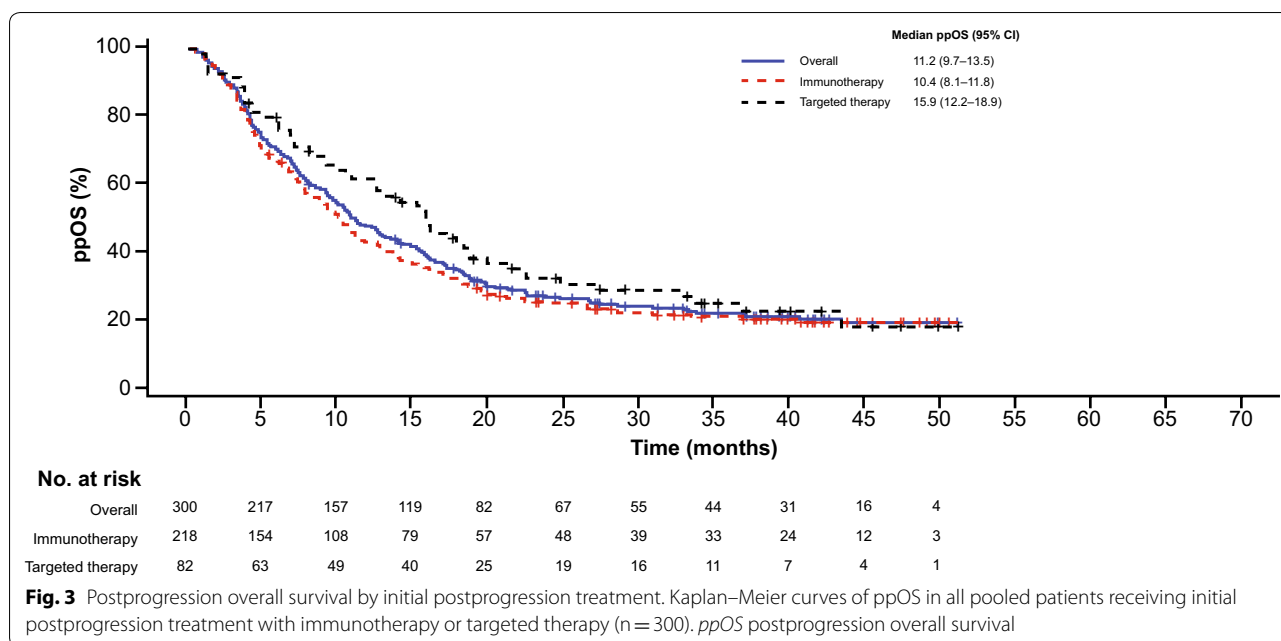 Median ppOS (95% CI)
Overall 11.2 (9.7–13.5)
Immunotherapy 10.4 (8.1–11.8)
Targeted therapy 15.9 (12.2–18.9)
ppOS (%)
100
80
60
40
20
0
0 5 10 15 20 25 30 35 40 45 50 55 60 65 70
Time (months)
No. at risk
Overall 300 217 157 119 82 67 55 44 31 16 4
Immunotherapy 218 154 108 79 57 48 39 33 24 12 3
Targeted therapy 82 63 49 40 25 19 16 11 7 4 1
Fig. 3 Postprogression overall survival by initial postprogression treatment. Kaplan–Meier curves of ppOS in all pooled patients receiving initial
postprogression treatment with immunotherapy or targeted therapy (n = 300). ppOS postprogression overall survival